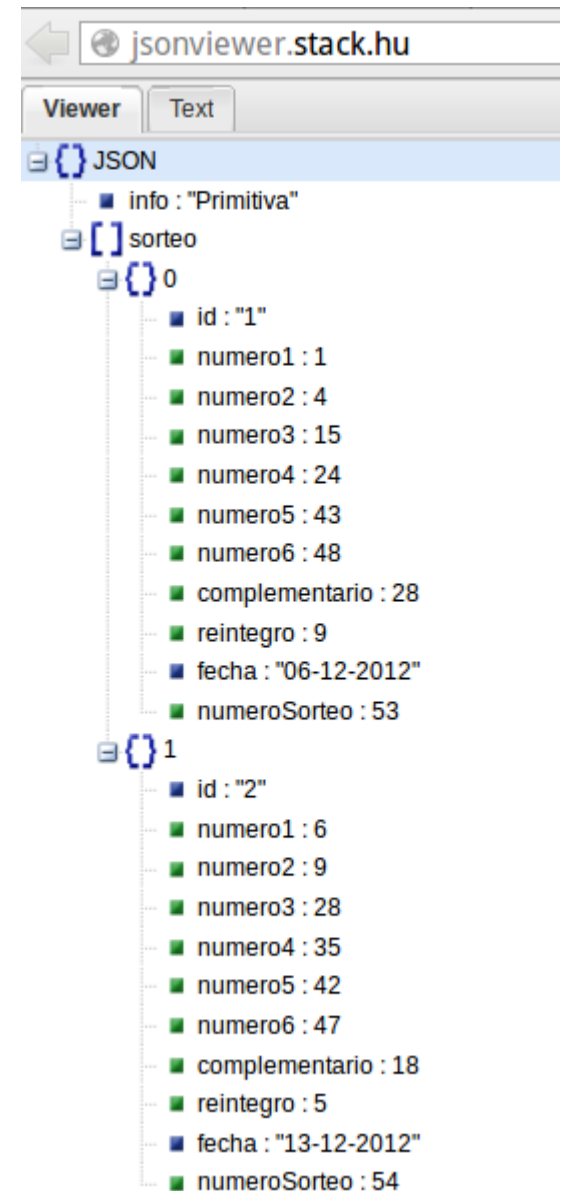 jsonviewer.stack.hu
Viewer Text
JSON
info : "Primitiva"
sorteo
0
id : "1"
numero1 : 1
numero2 : 4
numero3 : 15
numero4 : 24
numero5 : 43
numero6 : 48
complementario : 28
reintegro : 9
fecha : "06-12-2012"
numeroSorteo : 53
1
id : "2"
numero1 : 6
numero2 : 9
numero3 : 28
numero4 : 35
numero5 : 42
numero6 : 47
complementario : 18
reintegro : 5
fecha : "13-12-2012"
numeroSorteo : 54